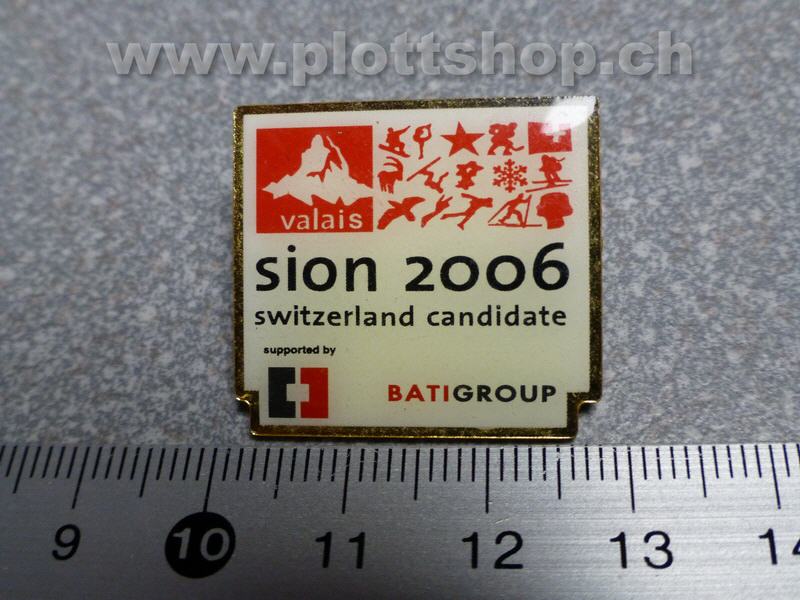 www.plottshop.ch
valais
sion 2006
switzerland candidate
supported by
BATIGROUP
9 10 11 12 13 14